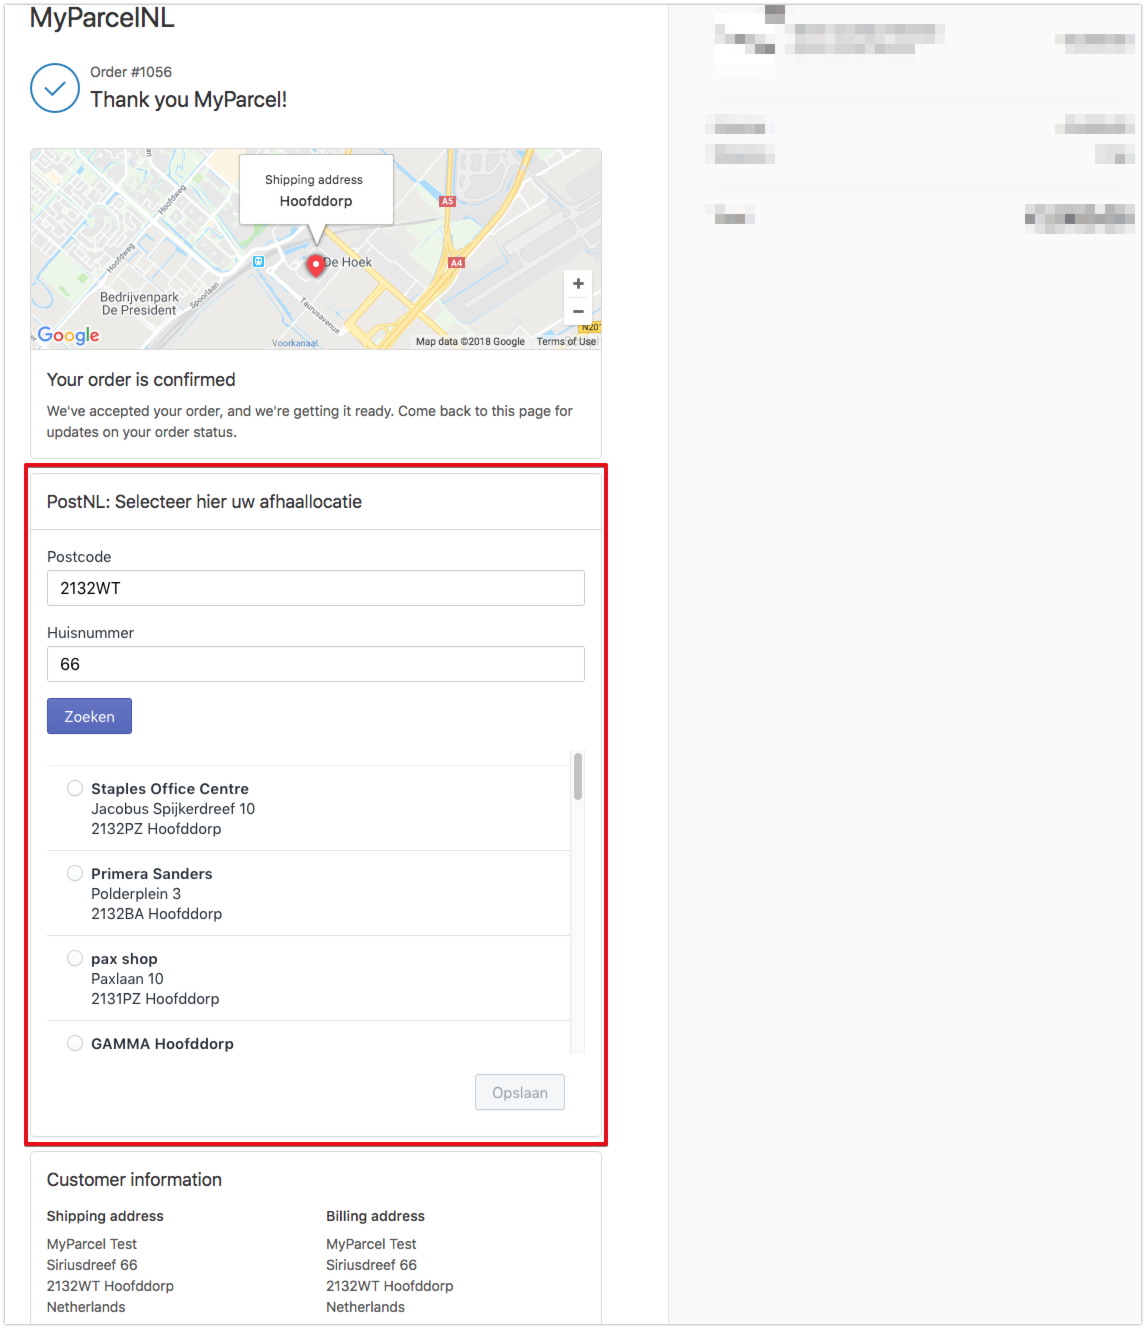 MyParcelNL
Order #1056
Thank you MyParcel!
Shipping address
Hoofddorp
Hoofdweg
Hoofdweg
A5
A4
De Hoek
Bedrijvenpark
De President
Spoorlaan
Taurusavenue
Voorkanaal
N201
+
−
Google
Map data ©2018 Google
Terms of Use
Your order is confirmed
We've accepted your order, and we're getting it ready. Come back to this page for
updates on your order status.
PostNL: Selecteer hier uw afhaallocatie
Postcode
2132WT
Huisnummer
66
Zoeken
Staples Office Centre
Jacobus Spijkerdreef 10
2132PZ Hoofddorp
Primera Sanders
Polderplein 3
2132BA Hoofddorp
pax shop
Paxlaan 10
2131PZ Hoofddorp
GAMMA Hoofddorp
Opslaan
Customer information
Shipping address
MyParcel Test
Siriusdreef 66
2132WT Hoofddorp
Netherlands
Billing address
MyParcel Test
Siriusdreef 66
2132WT Hoofddorp
Netherlands